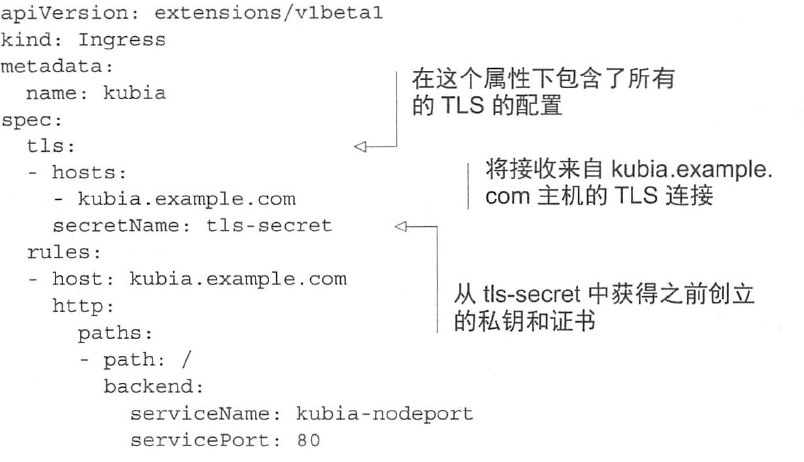 apiVersion: extensions/v1beta1
kind: Ingress
metadata:
  name: kubia
spec:
  tls:
  - hosts:
    - kubia.example.com
    secretName: tls-secret
  rules:
  - host: kubia.example.com
    http:
      paths:
      - path: /
        backend:
          serviceName: kubia-nodeport
          servicePort: 80
在这个属性下包含了所有
的 TLS 的配置
将接收来自 kubia.example.
com 主机的 TLS 连接
从 tls-secret 中获得之前创立
的私钥和证书